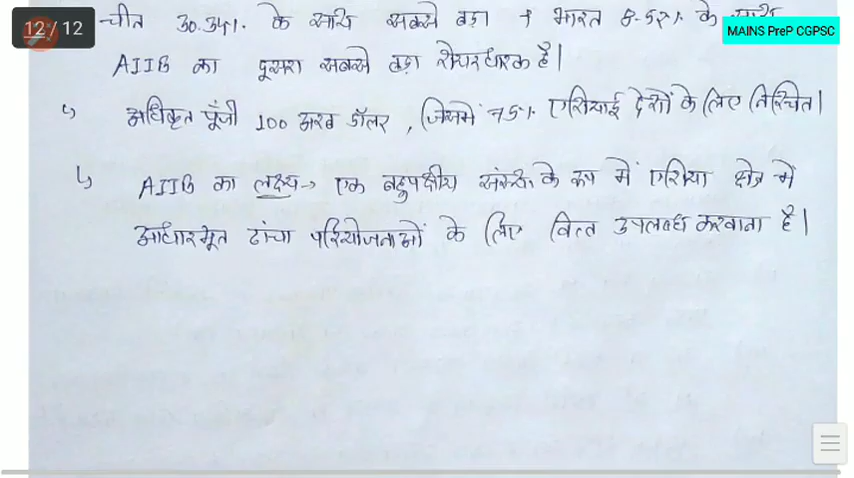 12 / 12
MAINS PreP CGPSC
चीन 30.34% के साथ सबसे बड़ा + भारत 8.52% के साथ
AIIB का दूसरा सबसे बड़ा शेयरधारक है।
↳ अधिकृत पूँजी 100 अरब डॉलर, जिसमें 75% एशियाई देशों के लिए निश्चित।
↳ AIIB का लक्ष्य → एक बहुपक्षीय संस्था के रूप में एशिया क्षेत्र में
आधारभूत ढांचा परियोजनाओं के लिए वित्त उपलब्ध करवाना है।